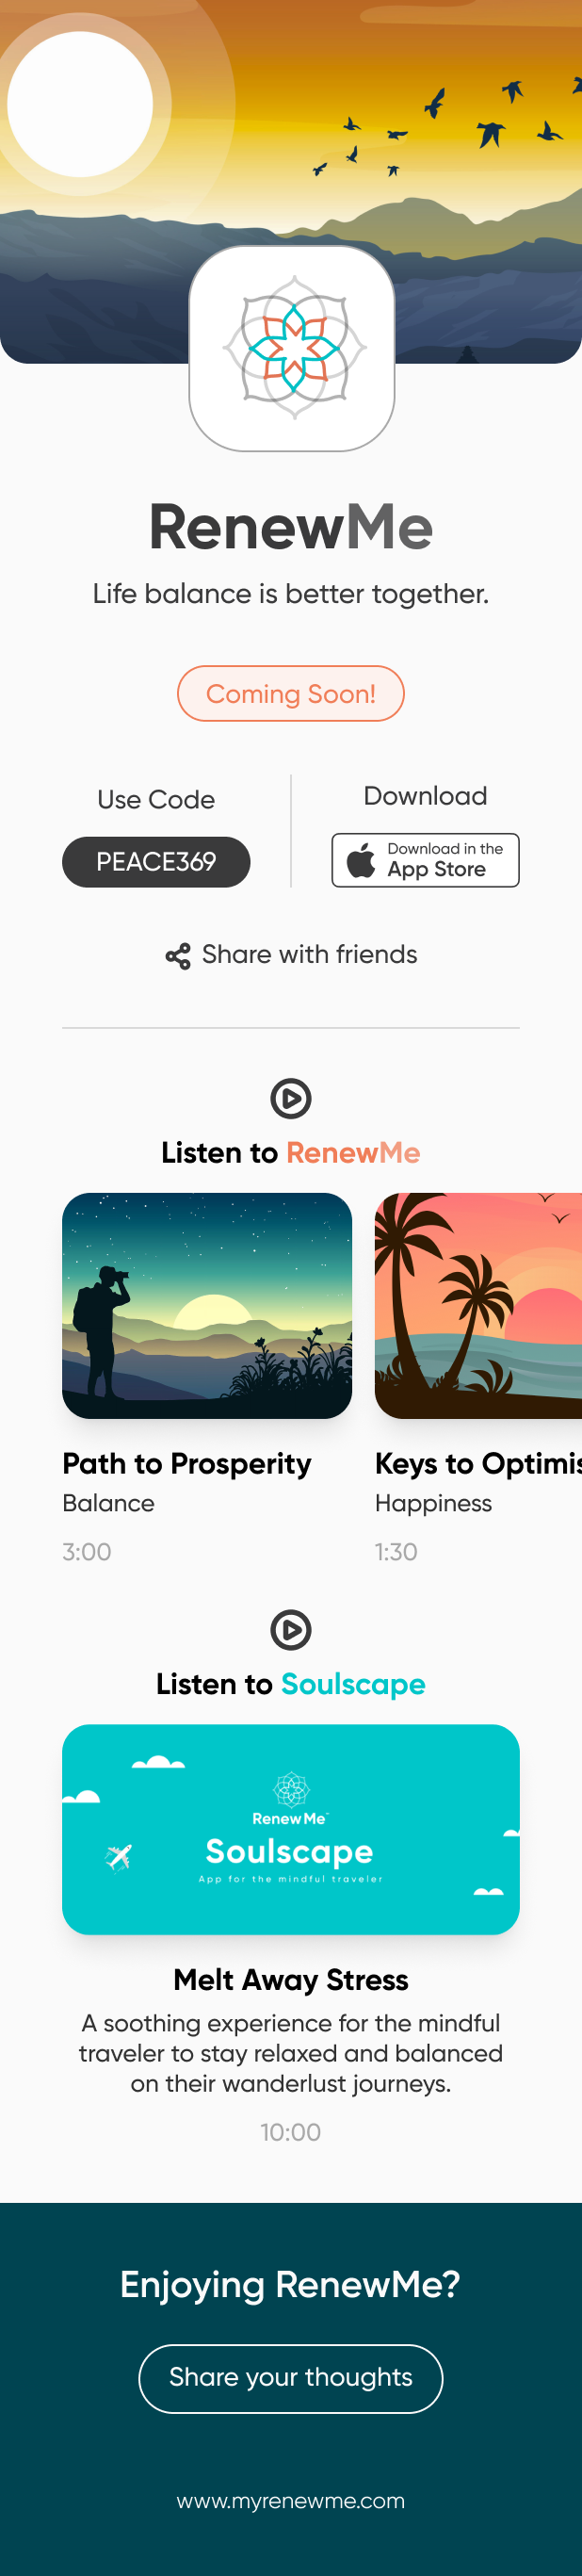 RenewMe
Life balance is better together.
Coming Soon!
Use Code
PEACE369
Download
Download in the
App Store
Share with friends
Listen to RenewMe
Path to Prosperity
Balance
3:00
Keys to Optimis
Happiness
1:30
Listen to Soulscape
RenewMe™
Soulscape
App for the mindful traveler
Melt Away Stress
A soothing experience for the mindful
traveler to stay relaxed and balanced
on their wanderlust journeys.
10:00
Enjoying RenewMe?
Share your thoughts
www.myrenewme.com